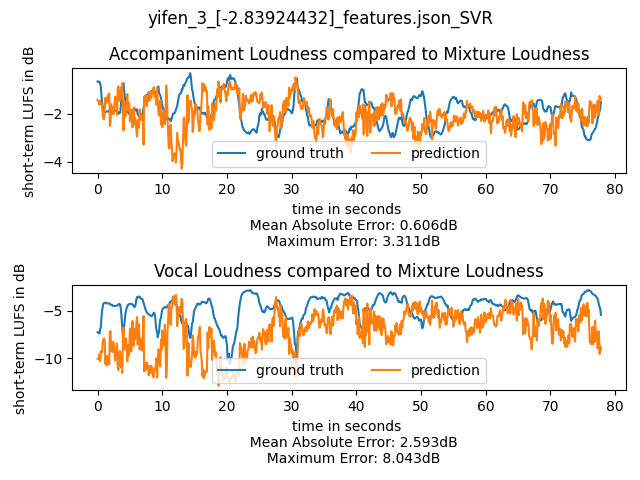 yifen_3_[-2.83924432]_features.json_SVR
Accompaniment Loudness compared to Mixture Loudness
short-term LUFS in dB
−2
−4
ground truth prediction
0 10 20 30 40 50 60 70 80
time in seconds
Mean Absolute Error: 0.606dB
Maximum Error: 3.311dB
Vocal Loudness compared to Mixture Loudness
short-term LUFS in dB
−5
−10
ground truth prediction
0 10 20 30 40 50 60 70 80
time in seconds
Mean Absolute Error: 2.593dB
Maximum Error: 8.043dB